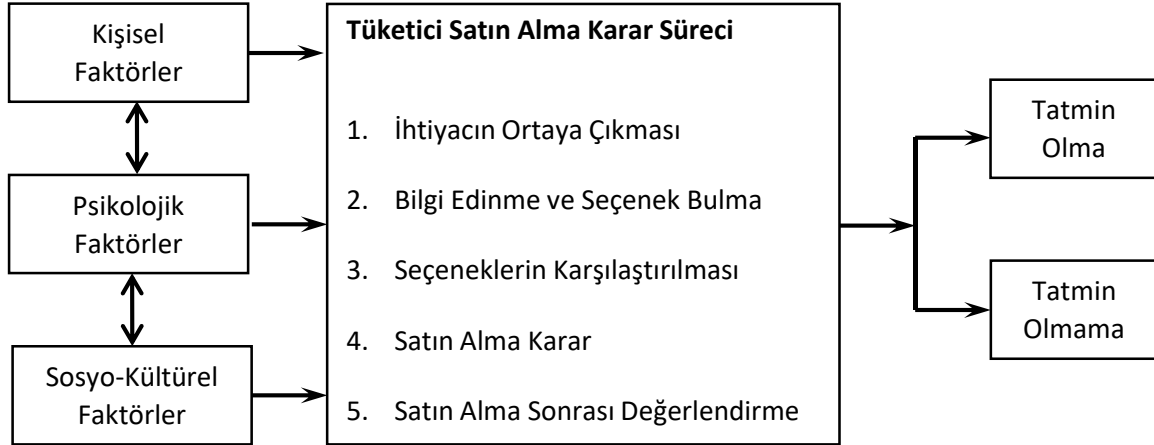 Kişisel
Faktörler
Psikolojik
Faktörler
Sosyo-Kültürel
Faktörler
Tüketici Satın Alma Karar Süreci
1. İhtiyacın Ortaya Çıkması
2. Bilgi Edinme ve Seçenek Bulma
3. Seçeneklerin Karşılaştırılması
4. Satın Alma Karar
5. Satın Alma Sonrası Değerlendirme
Tatmin
Olma
Tatmin
Olmama